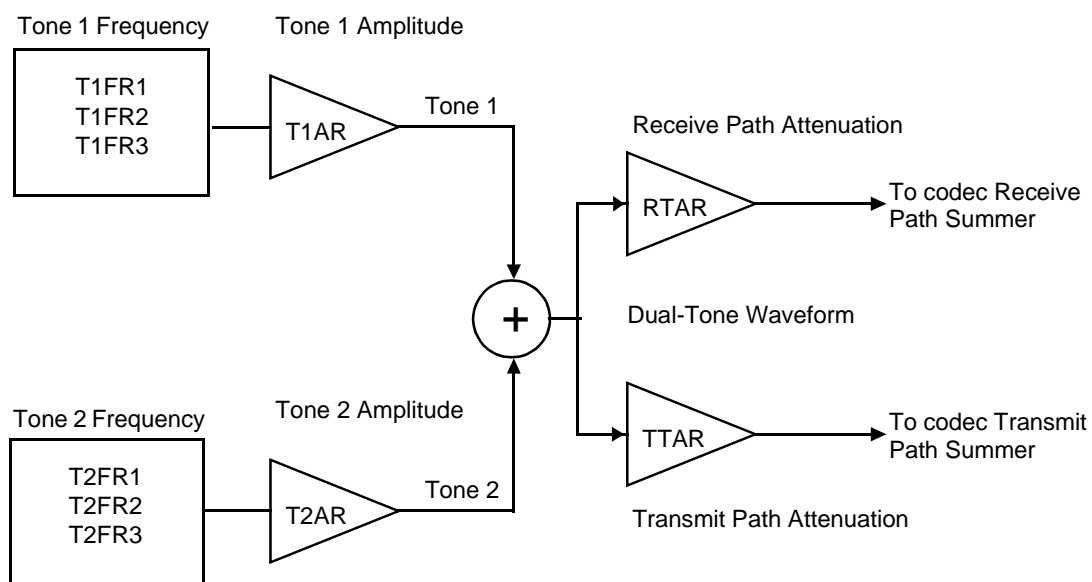 Tone 1 Frequency
Tone 1 Amplitude
T1FR1
T1FR2
T1FR3
T1AR
Tone 1
Receive Path Attenuation
RTAR
To codec Receive
Path Summer
+
Dual-Tone Waveform
Tone 2 Frequency
Tone 2 Amplitude
T2FR1
T2FR2
T2FR3
T2AR
Tone 2
TTAR
To codec Transmit
Path Summer
Transmit Path Attenuation